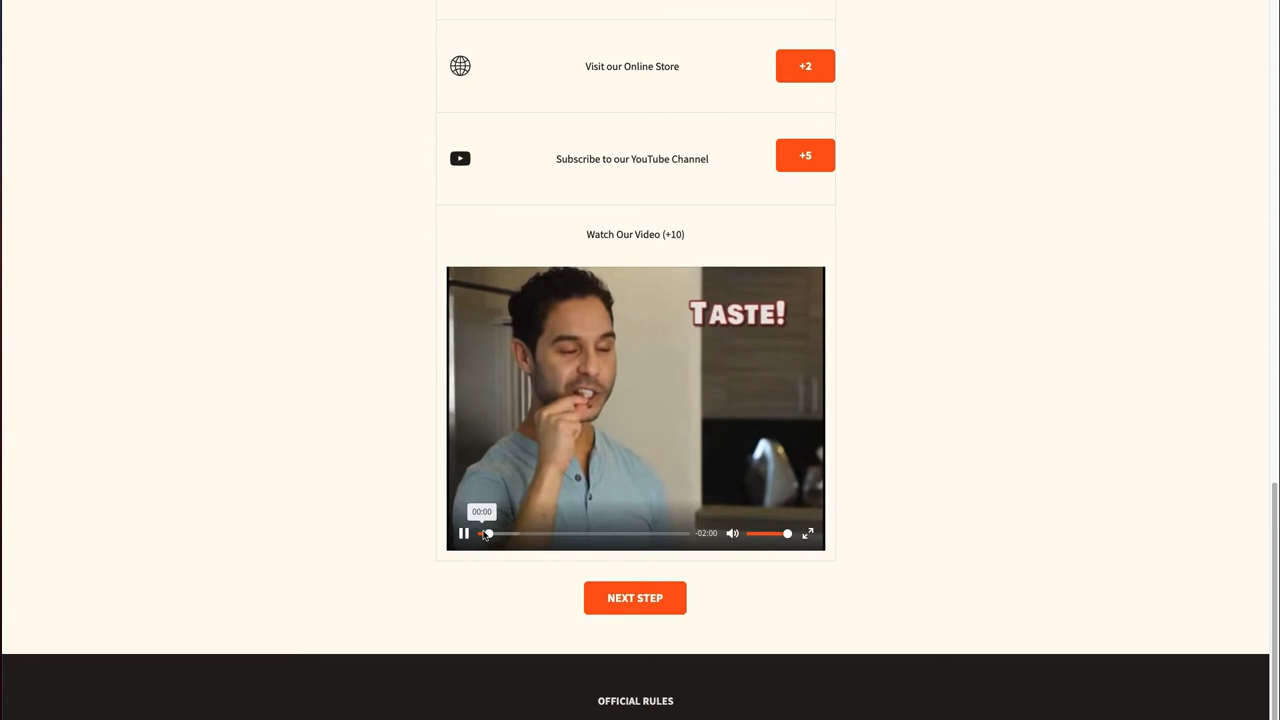 Visit our Online Store
+2
Subscribe to our YouTube Channel
+5
Watch Our Video (+10)
TASTE!
00:00
-02:00
NEXT STEP
OFFICIAL RULES